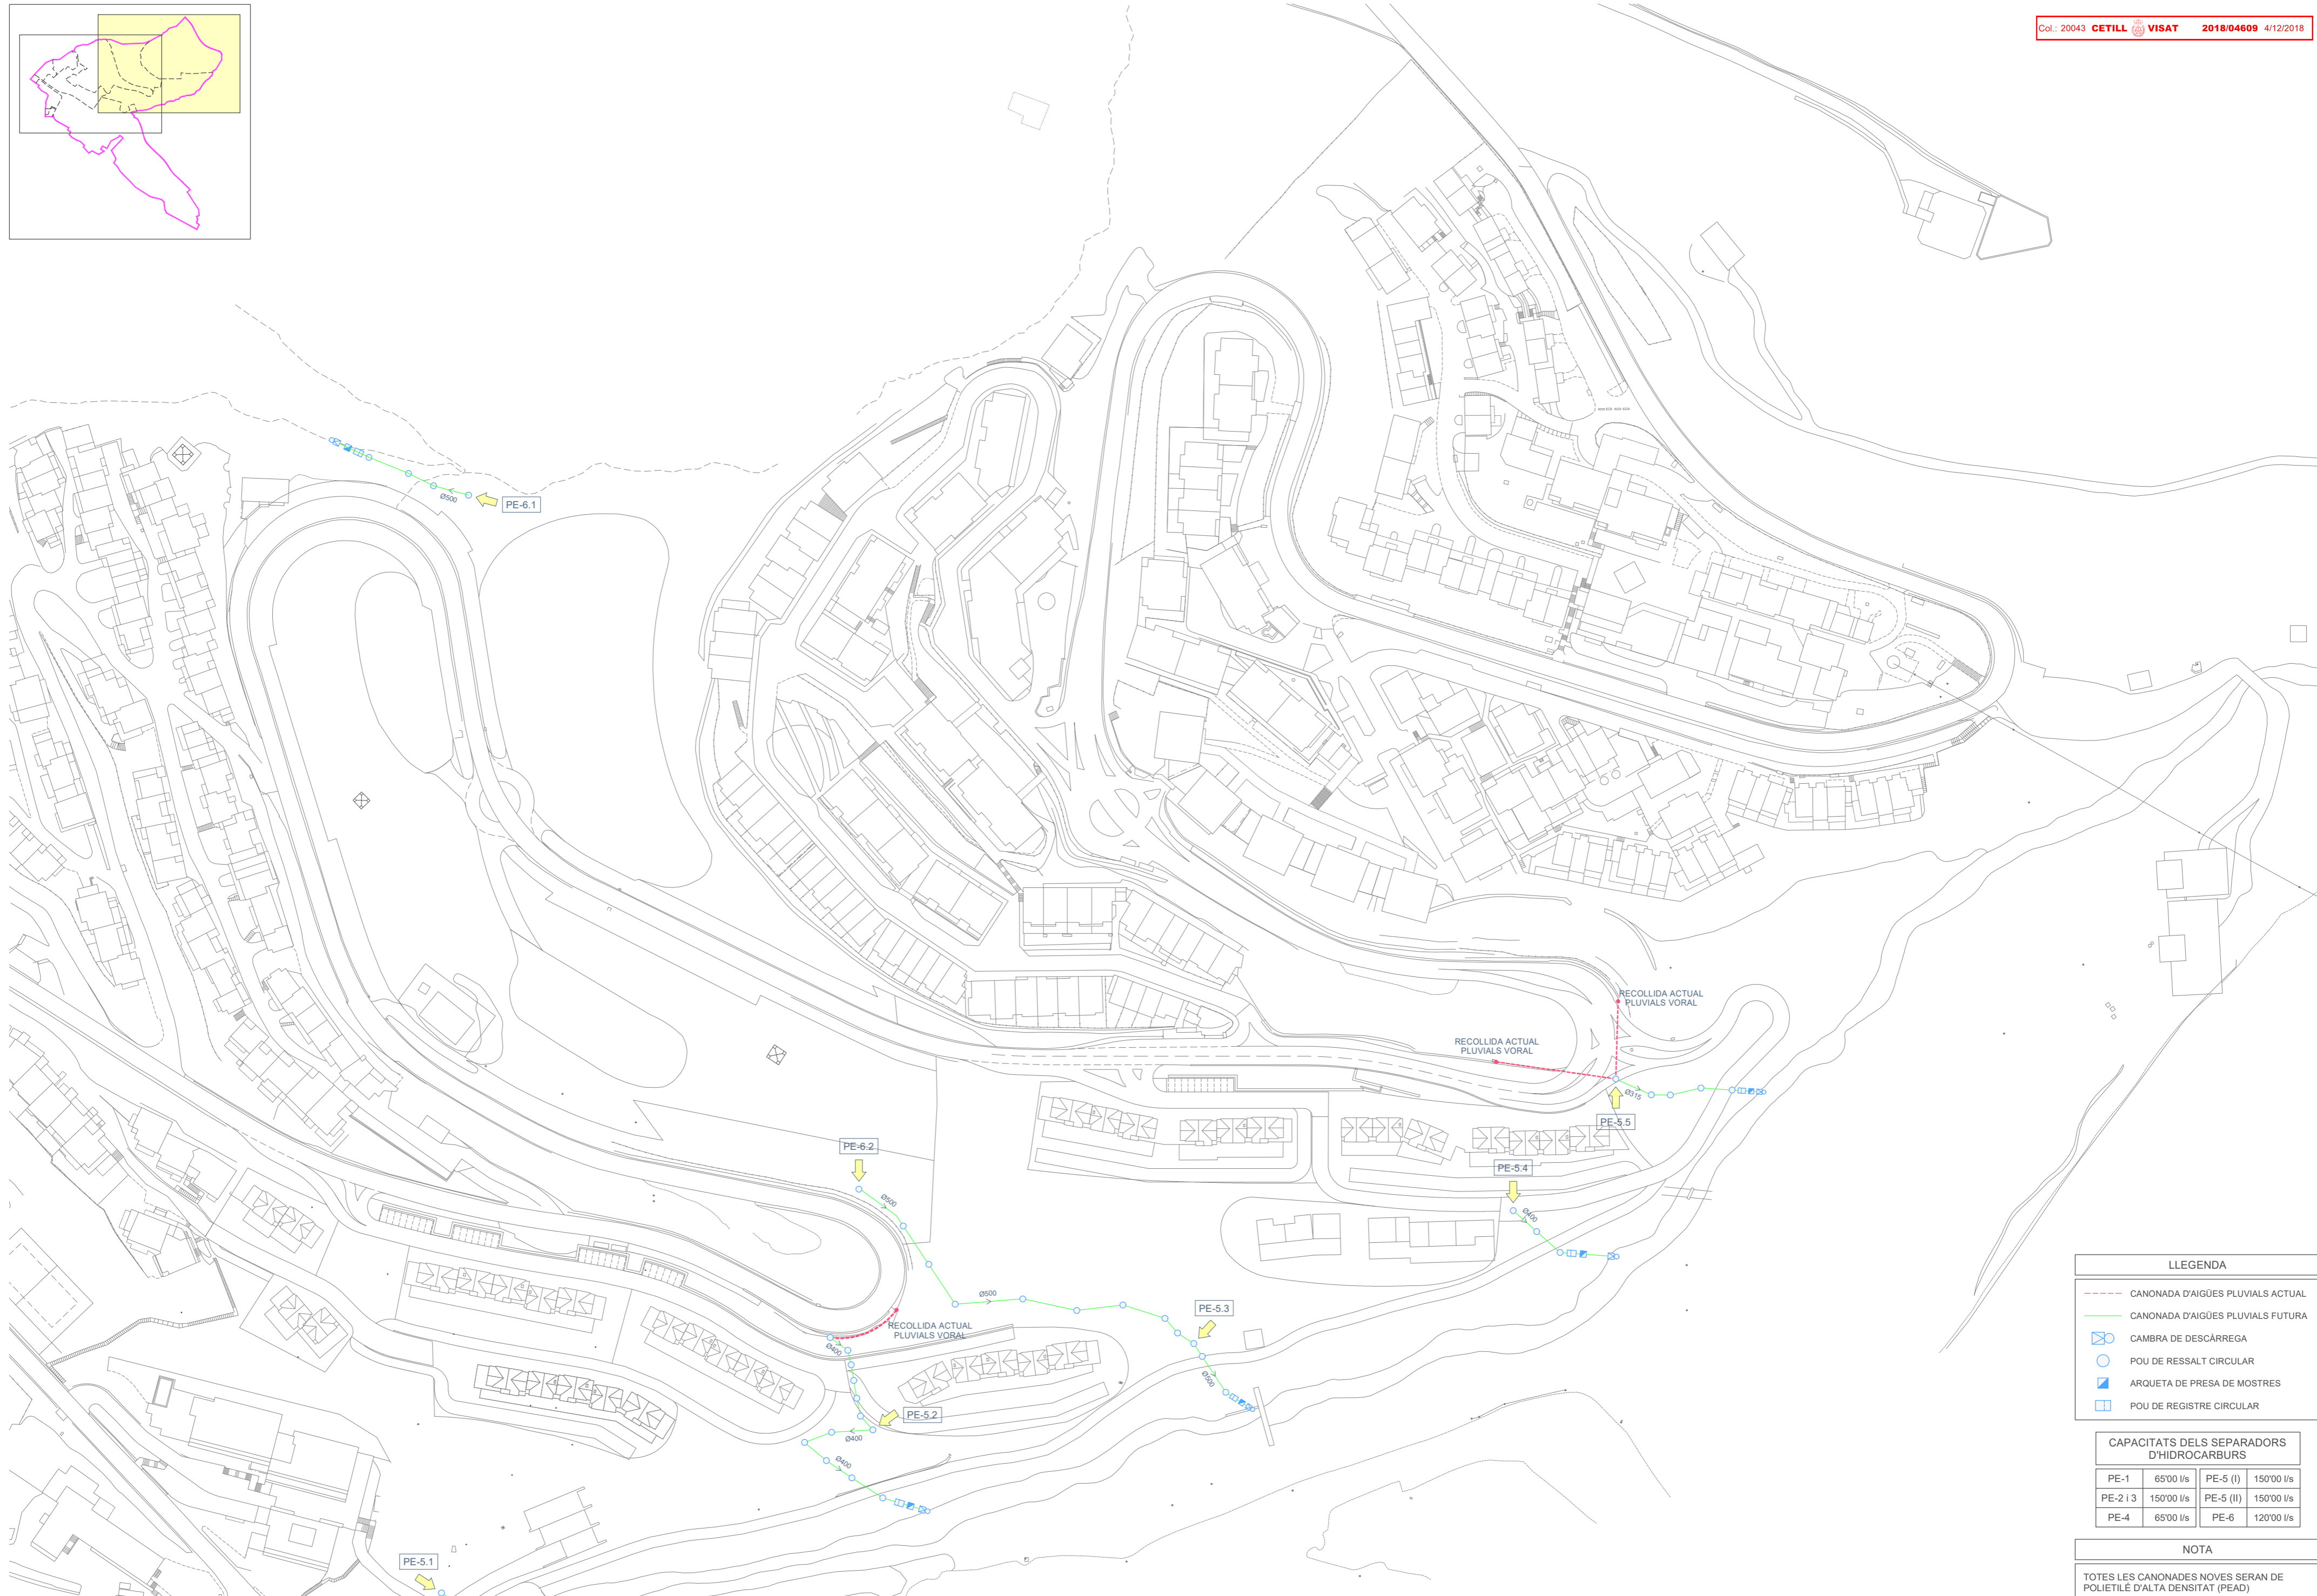 Col.: 20043 CETILL VISAT 2018/04609 4/12/2018
Ø500
PE-6.1
RECOLLIDA ACTUAL
PLUVIALS VORAL
RECOLLIDA ACTUAL
PLUVIALS VORAL
Ø315
PE-5.5
PE-6.2
PE-5.4
Ø500
Ø400
Ø500
PE-5.3
RECOLLIDA ACTUAL
PLUVIALS VORAL
Ø400
Ø500
PE-5.2
Ø400
Ø400
PE-5.1
LLEGENDA
CANONADA D'AIGÜES PLUVIALS ACTUAL
CANONADA D'AIGÜES PLUVIALS FUTURA
CAMBRA DE DESCÀRREGA
POU DE RESSALT CIRCULAR
ARQUETA DE PRESA DE MOSTRES
POU DE REGISTRE CIRCULAR
CAPACITATS DELS SEPARADORS
D'HIDROCARBURS
PE-1 65'00 l/s PE-5 (I) 150'00 l/s
PE-2 i 3 150'00 l/s PE-5 (II) 150'00 l/s
PE-4 65'00 l/s PE-6 120'00 l/s
NOTA
TOTES LES CANONADES NOVES SERAN DE
POLIETILÈ D'ALTA DENSITAT (PEAD)